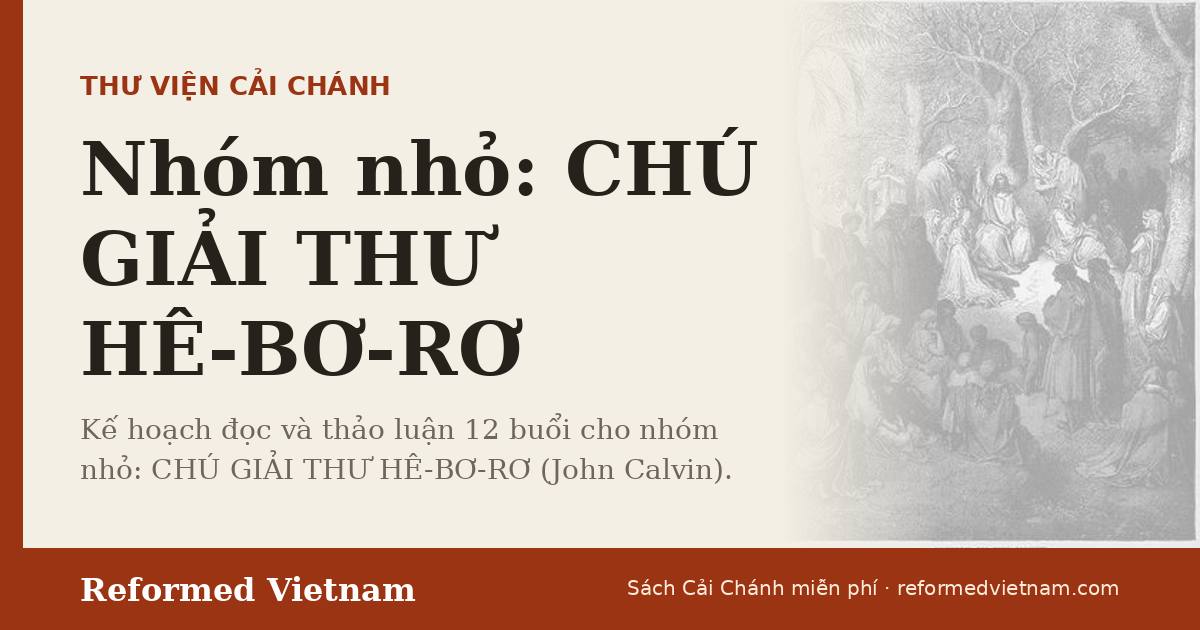 THƯ VIỆN CẢI CHÁNH
Nhóm nhỏ: CHÚ
GIẢI THƯ
HÊ-BƠ-RƠ
Kế hoạch đọc và thảo luận 12 buổi cho nhóm
nhỏ: CHÚ GIẢI THƯ HÊ-BƠ-RƠ (John Calvin).
Reformed Vietnam
Sách Cải Chánh miễn phí · reformedvietnam.com